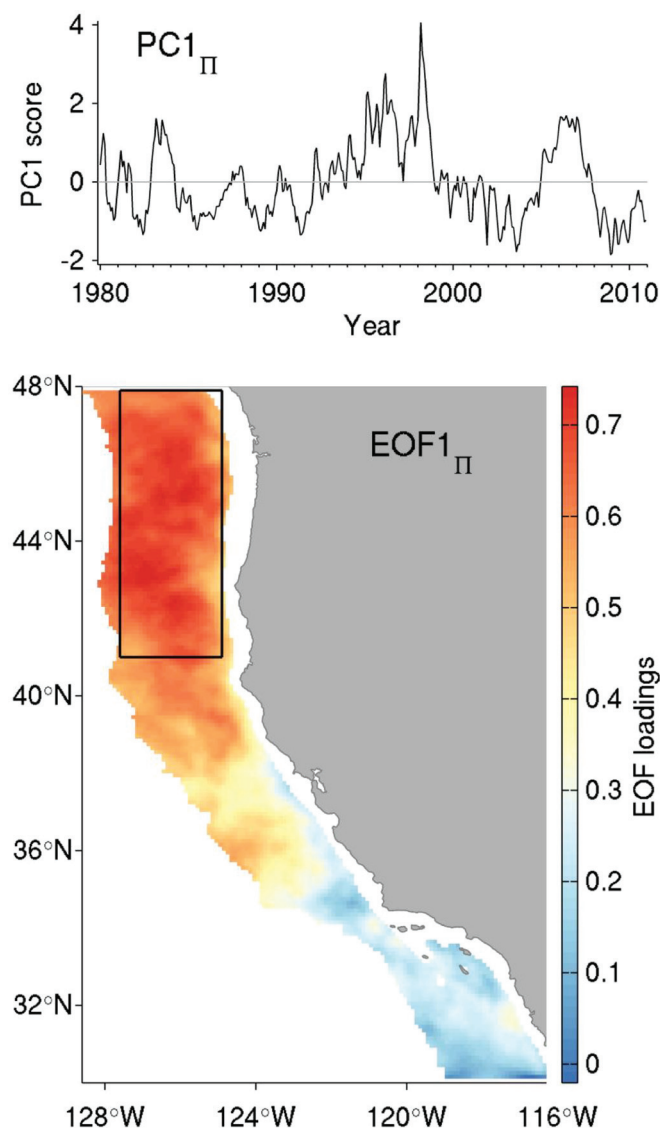 PC1Π
PC1 score
4
2
0
-2
1980
1990
2000
2010
Year
EOF1Π
48°N
44°N
40°N
36°N
32°N
128°W
124°W
120°W
116°W
0.7
0.6
0.5
0.4
0.3
0.2
0.1
0
EOF loadings